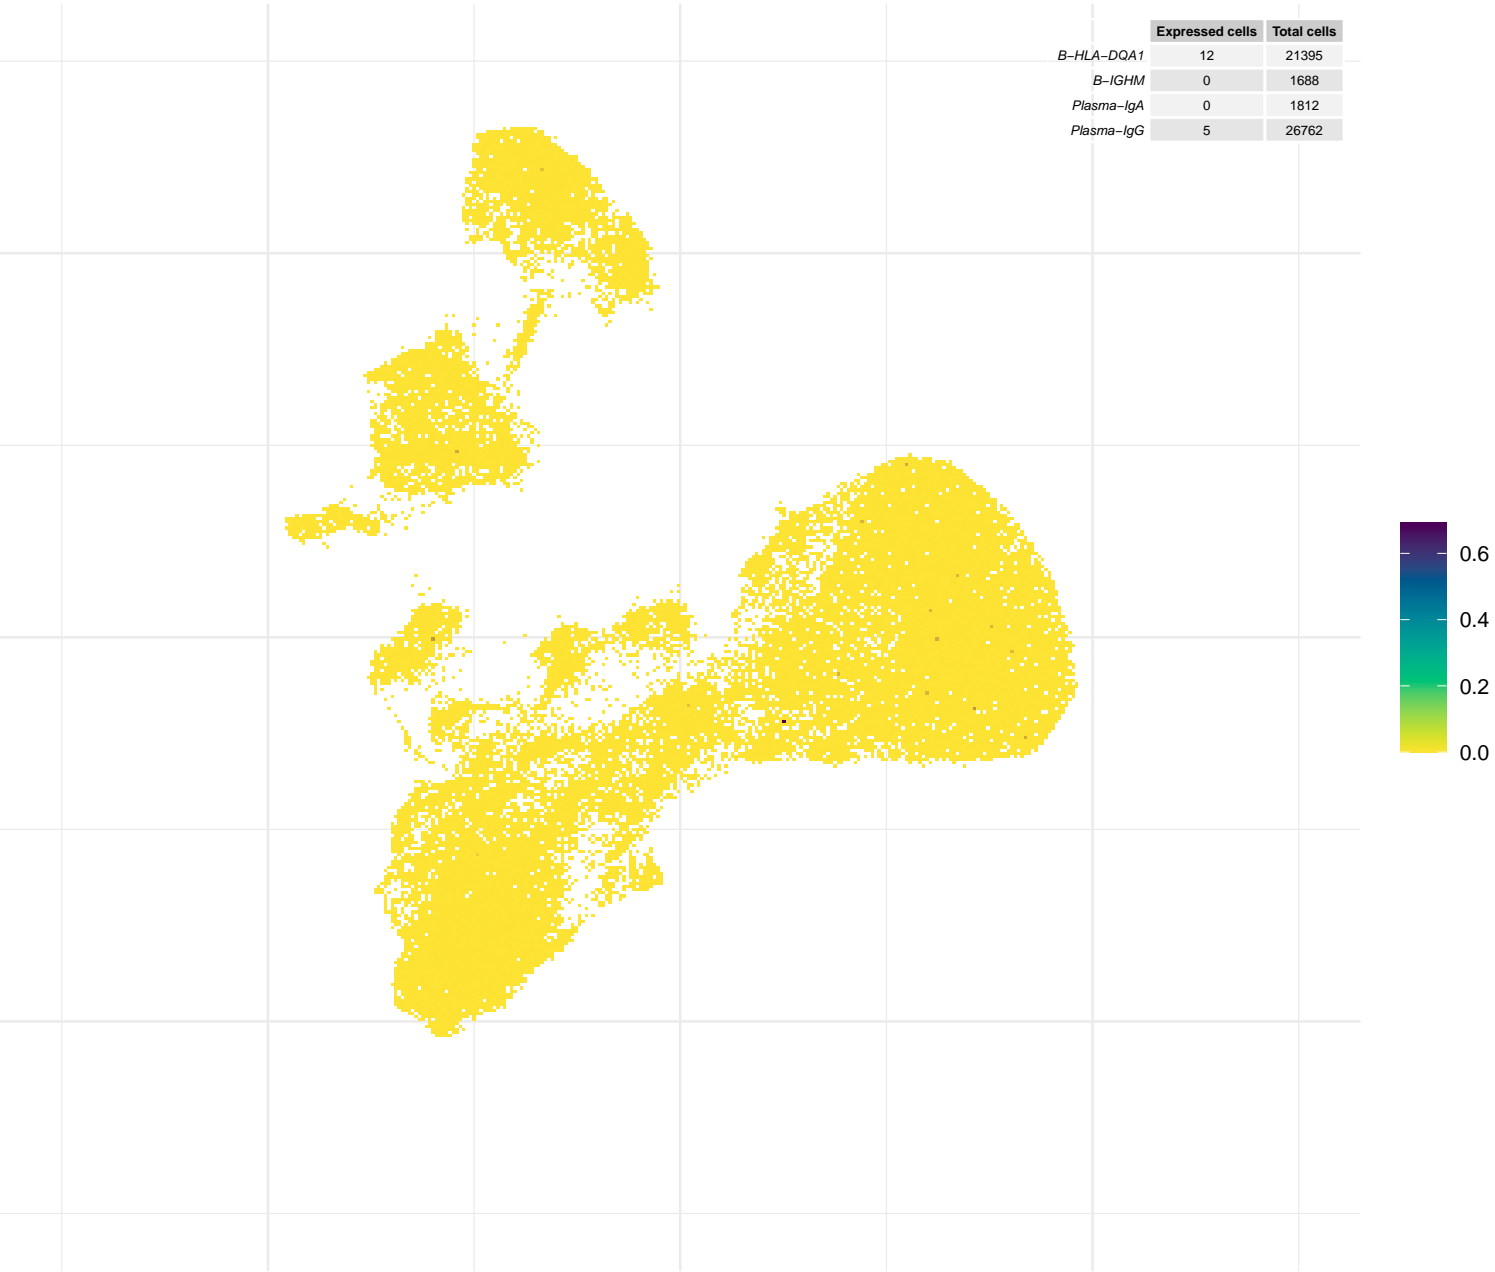 Expressed cells Total cells
B−HLA−DQA1 12 21395
B−IGHM 0 1688
Plasma−IgA 0 1812
Plasma−IgG 5 26762
0.6
0.4
0.2
0.0